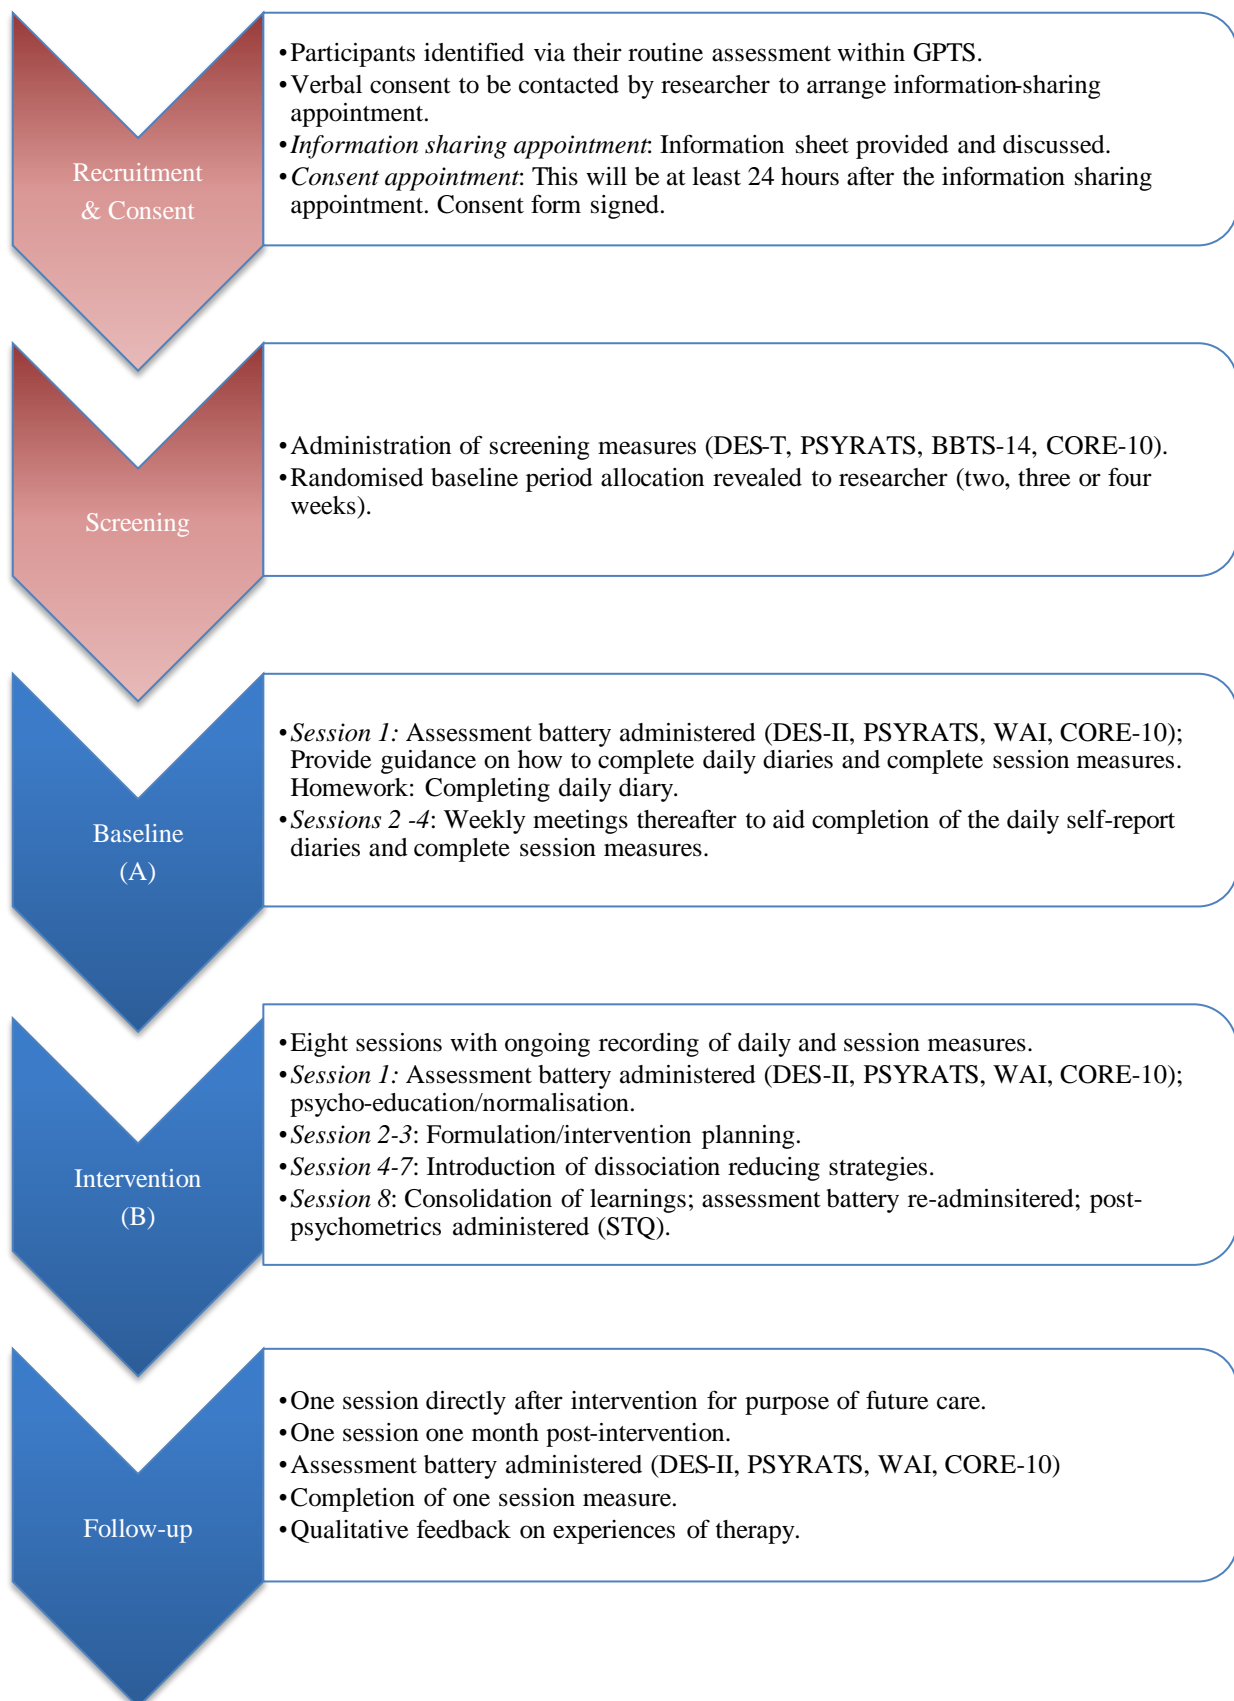 Recruitment
& Consent
•Participants identified via their routine assessment within GPTS.
•Verbal consent to be contacted by researcher to arrange information-sharing
appointment.
•Information sharing appointment: Information sheet provided and discussed.
•Consent appointment: This will be at least 24 hours after the information sharing
appointment. Consent form signed.
Screening
•Administration of screening measures (DES-T, PSYRATS, BBTS-14, CORE-10).
•Randomised baseline period allocation revealed to researcher (two, three or four
weeks).
Baseline
(A)
•Session 1: Assessment battery administered (DES-II, PSYRATS, WAI, CORE-10);
Provide guidance on how to complete daily diaries and complete session measures.
Homework: Completing daily diary.
•Sessions 2 -4: Weekly meetings thereafter to aid completion of the daily self-report
diaries and complete session measures.
Intervention
(B)
•Eight sessions with ongoing recording of daily and session measures.
•Session 1: Assessment battery administered (DES-II, PSYRATS, WAI, CORE-10);
psycho-education/normalisation.
•Session 2-3: Formulation/intervention planning.
•Session 4-7: Introduction of dissociation reducing strategies.
•Session 8: Consolidation of learnings; assessment battery re-adminsitered; post-
psychometrics administered (STQ).
Follow-up
•One session directly after intervention for purpose of future care.
•One session one month post-intervention.
•Assessment battery administered (DES-II, PSYRATS, WAI, CORE-10)
•Completion of one session measure.
•Qualitative feedback on experiences of therapy.